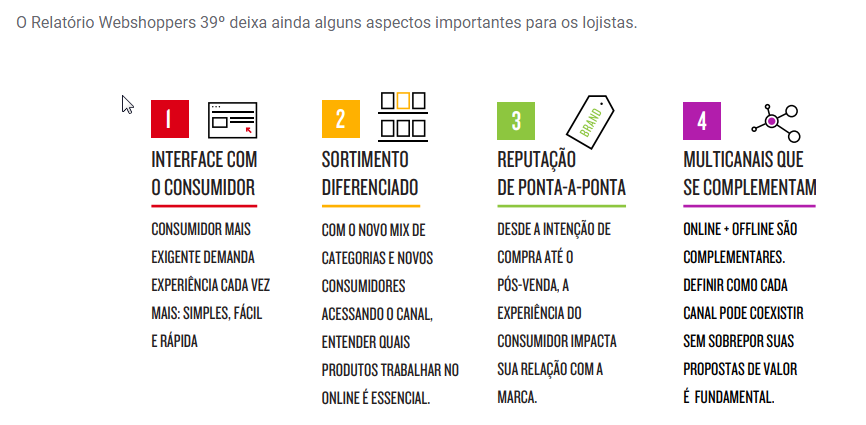 O Relatório Webshoppers 39º deixa ainda alguns aspectos importantes para os lojistas.
1
INTERFACE COM
O CONSUMIDOR
CONSUMIDOR MAIS
EXIGENTE DEMANDA
EXPERIÊNCIA CADA VEZ
MAIS: SIMPLES, FÁCIL
E RÁPIDA
2
SORTIMENTO
DIFERENCIADO
COM O NOVO MIX DE
CATEGORIAS E NOVOS
CONSUMIDORES
ACESSANDO O CANAL,
ENTENDER QUAIS
PRODUTOS TRABALHAR NO
ONLINE É ESSENCIAL.
3
BRAND
REPUTAÇÃO
DE PONTA-A-PONTA
DESDE A INTENÇÃO DE
COMPRA ATÉ O
PÓS-VENDA, A
EXPERIÊNCIA DO
CONSUMIDOR IMPACTA
SUA RELAÇÃO COM A
MARCA.
4
MULTICANAIS QUE
SE COMPLEMENTAM
ONLINE + OFFLINE SÃO
COMPLEMENTARES.
DEFINIR COMO CADA
CANAL PODE COEXISTIR
SEM SOBREPOR SUAS
PROPOSTAS DE VALOR
É FUNDAMENTAL.